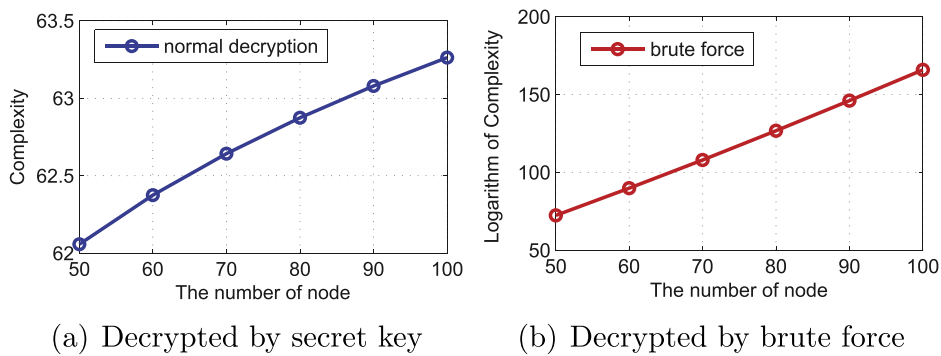 63.5
63
62.5
62
Complexity
normal decryption
50 60 70 80 90 100
The number of node
(a) Decrypted by secret key
200
150
100
50
Logarithm of Complexity
brute force
50 60 70 80 90 100
The number of node
(b) Decrypted by brute force